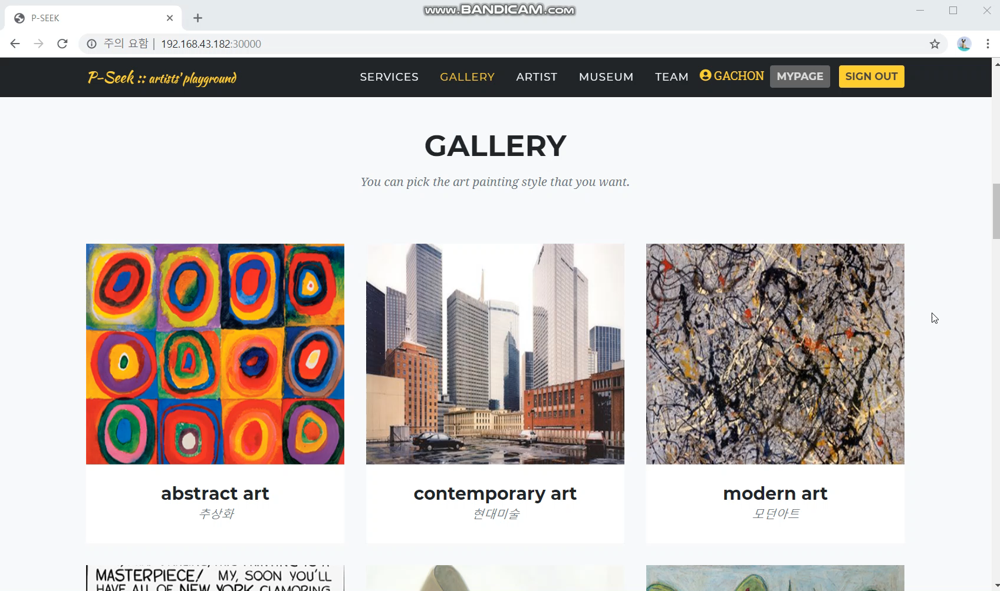 www.BANDICAM.com
P-SEEK
주의 요함 | 192.168.43.182:30000
P-Seek :: artists' playground SERVICES GALLERY ARTIST MUSEUM TEAM GACHON MYPAGE SIGN OUT
GALLERY
You can pick the art painting style that you want.
abstract art
추상화
contemporary art
현대미술
modern art
모던아트
MASTERPIECE! MY, SOON YOU'LL
HAVE ALL OF NEW YORK CLAMORING